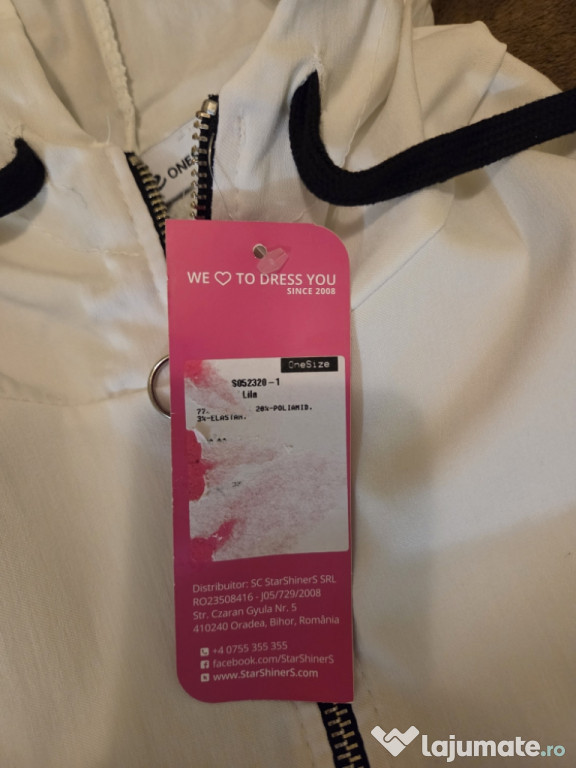 ONE
WE ♡ TO DRESS YOU
SINCE 2008
OneSize
S052320-1
Lila
77. 20%-POLIAMID.
3%-ELASTAN.
Distribuitor: SC StarShinerS SRL
RO23508416 - J05/729/2008
Str. Czaran Gyula Nr. 5
410240 Oradea, Bihor, România
+4 0755 355 355
facebook.com/StarShinerS
www.StarShinerS.com
lajumate.ro